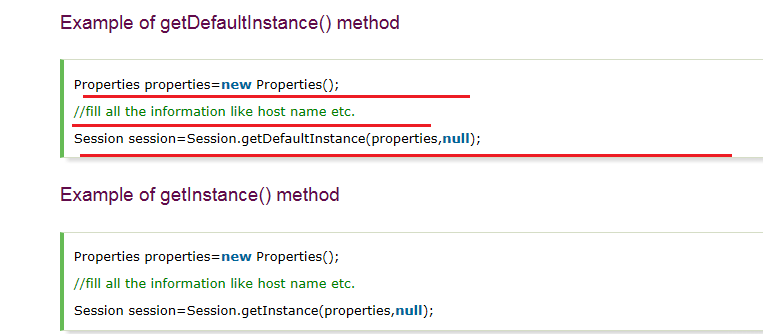 Example of getDefaultInstance() method
Properties properties=new Properties();
//fill all the information like host name etc.
Session session=Session.getDefaultInstance(properties,null);
Example of getInstance() method
Properties properties=new Properties();
//fill all the information like host name etc.
Session session=Session.getInstance(properties,null);